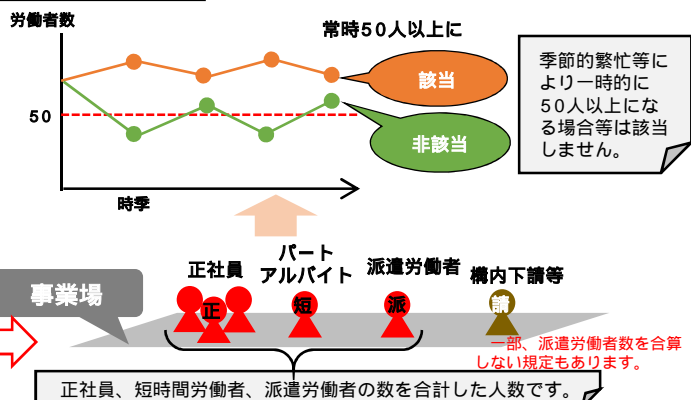 労働者数
常時50人以上に
該当
50
非該当
季節的繁忙等に
より一時的に
50人以上にな
る場合等は該当
しません。
時季
正社員
パート
アルバイト
派遣労働者
構内下請等
事業場
正
短
派
請
一部、派遣労働者数を合算
しない規定もあります。
正社員、短時間労働者、派遣労働者の数を合計した人数です。